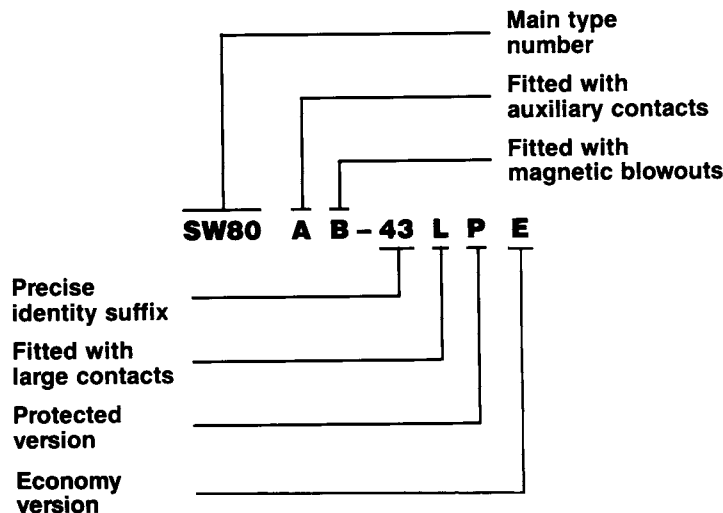 Main type
number
Fitted with
auxiliary contacts
Fitted with
magnetic blowouts
SW80 A B – 43 L P E
Precise
identity suffix
Fitted with
large contacts
Protected
version
Economy
version